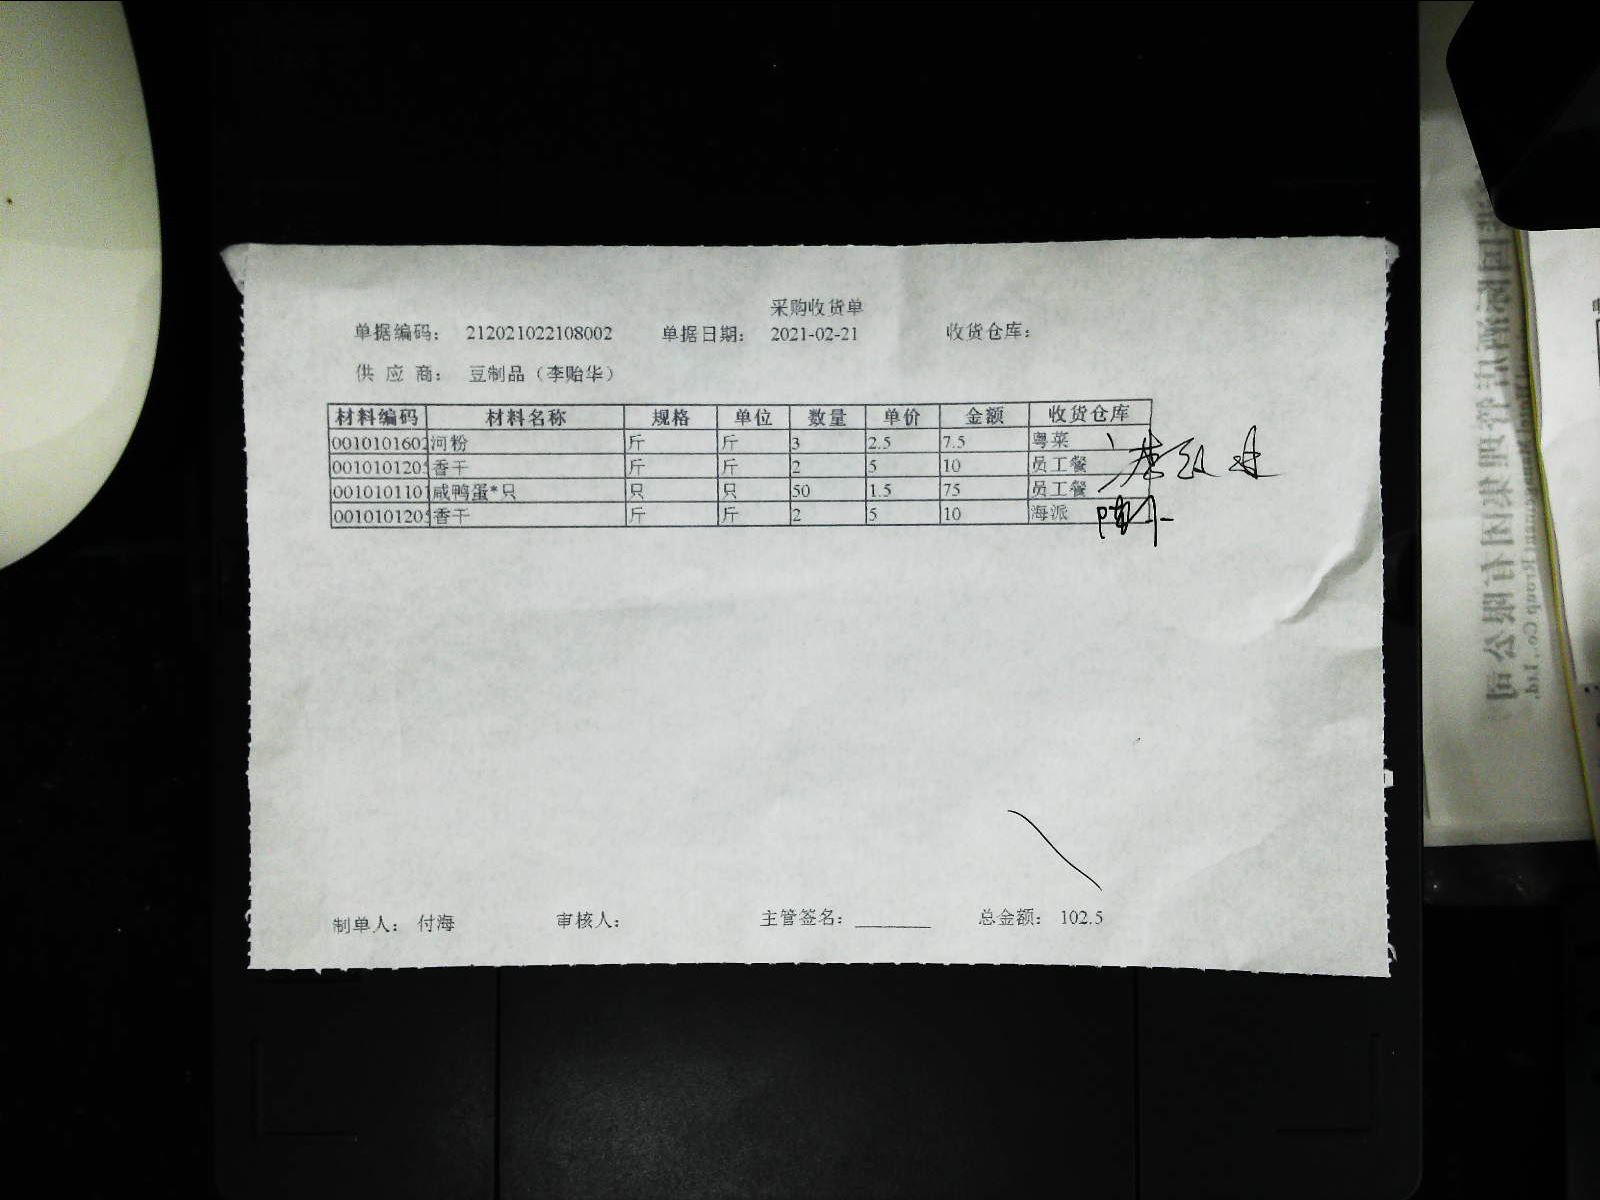 采购收货单
单据编码： 212021022108002 单据日期： 2021-02-21 收货仓库：
供 应 商： 豆制品（李贻华）
材料编码 材料名称 规格 单位 数量 单价 金额 收货仓库
0010101602 河粉 斤 斤 3 2.5 7.5 粤菜
001010120 香干 斤 斤 2 5 10 员工餐
001010110 咸鸭蛋*只 只 只 50 1.5 75 员工餐
001010120 香干 斤 斤 2 5 10 海派
制单人： 付海 审核人： 主管签名： 总金额： 102.5